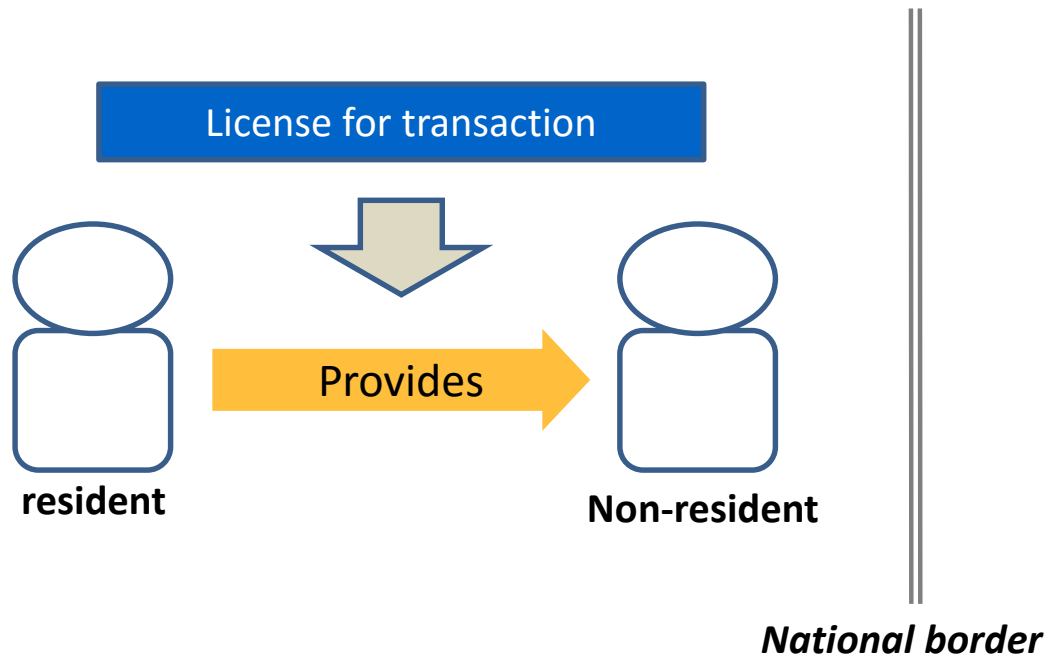 License for transaction
Provides
resident
Non-resident
National border